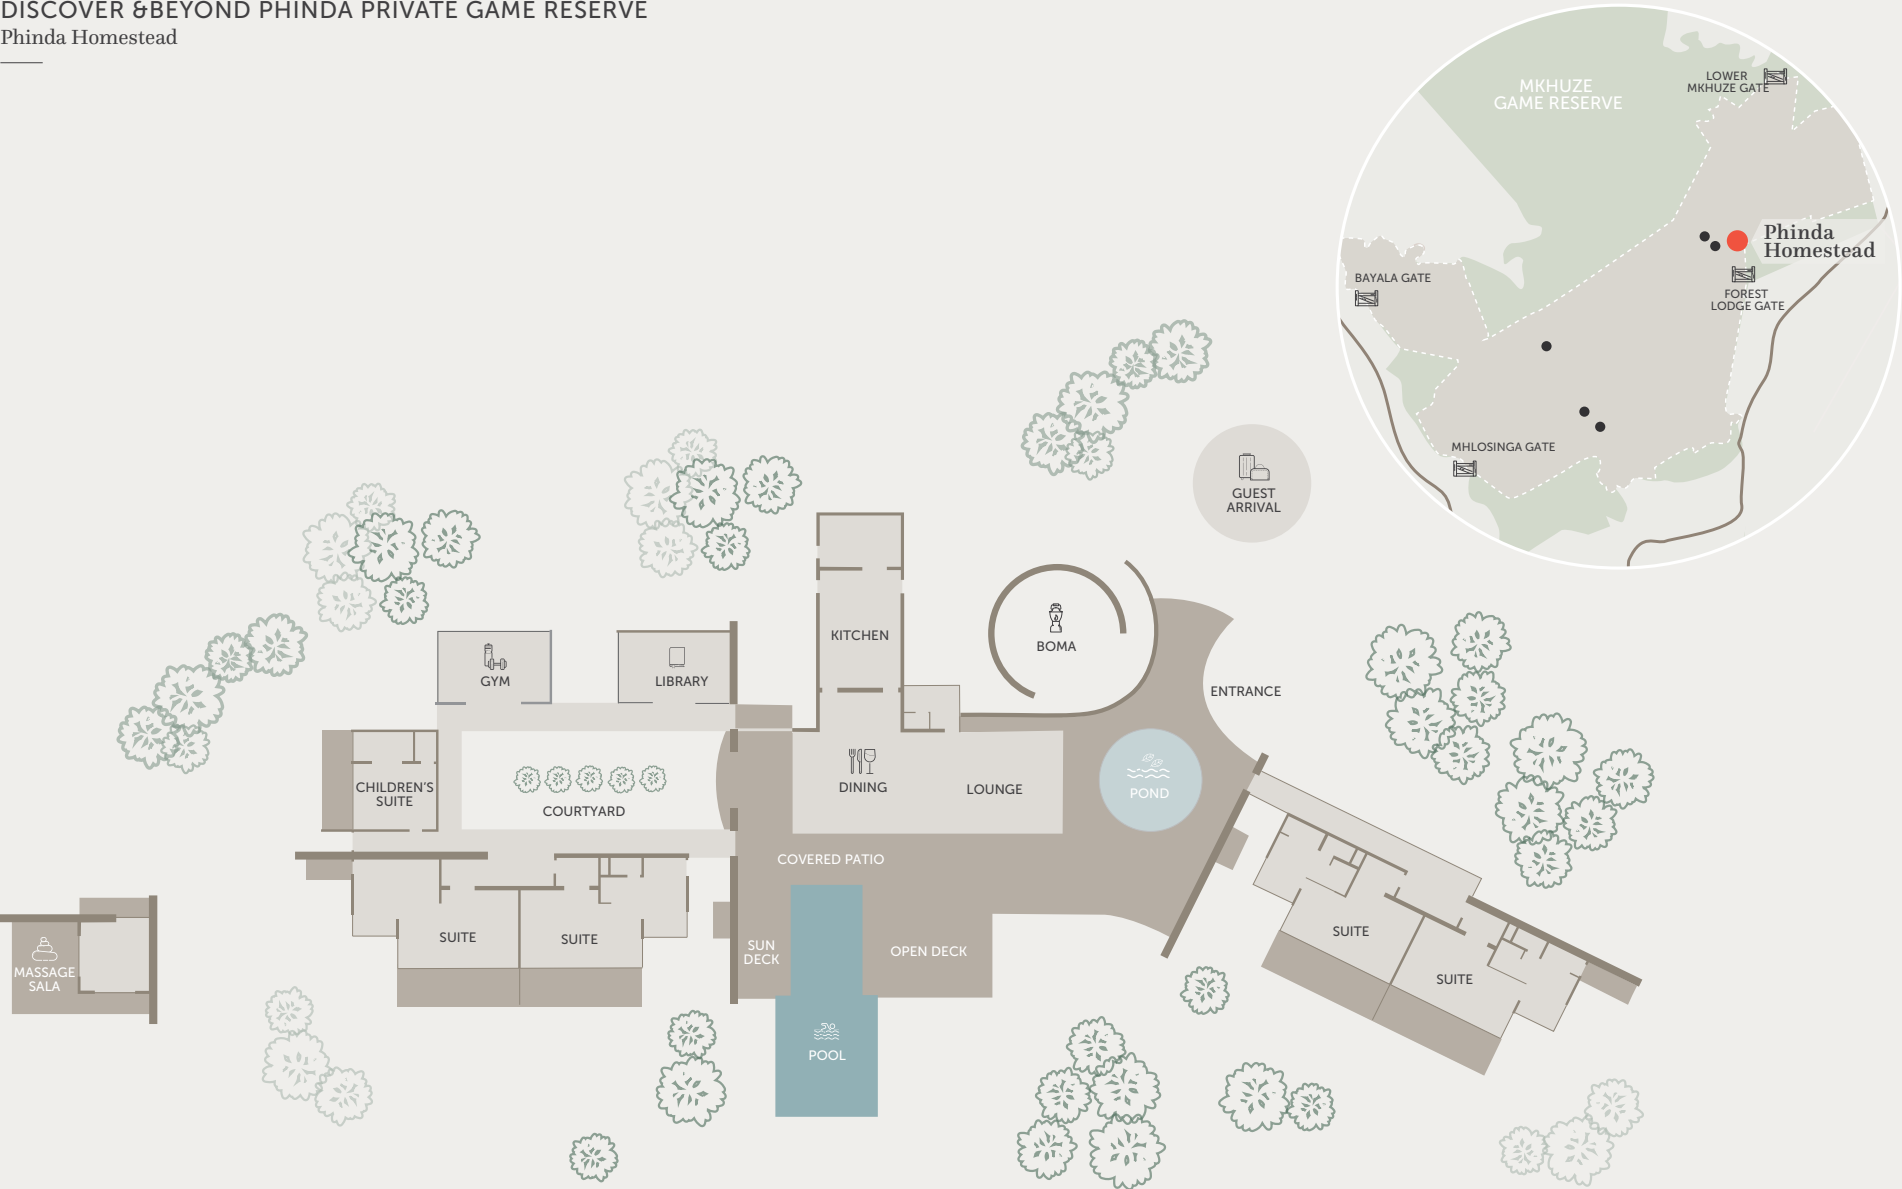 DISCOVER &BEYOND PHINDA PRIVATE GAME RESERVE
Phinda Homestead
MKHUZE
GAME RESERVE
LOWER
MKHUZE GATE
Phinda
Homestead
BAYALA GATE
FOREST
LODGE GATE
MHLOSINGA GATE
GUEST
ARRIVAL
KITCHEN
BOMA
GYM
LIBRARY
ENTRANCE
CHILDREN'S
SUITE
COURTYARD
DINING
LOUNGE
POND
COVERED PATIO
SUITE
SUITE
SUN
DECK
OPEN DECK
SUITE
SUITE
MASSAGE
SALA
POOL